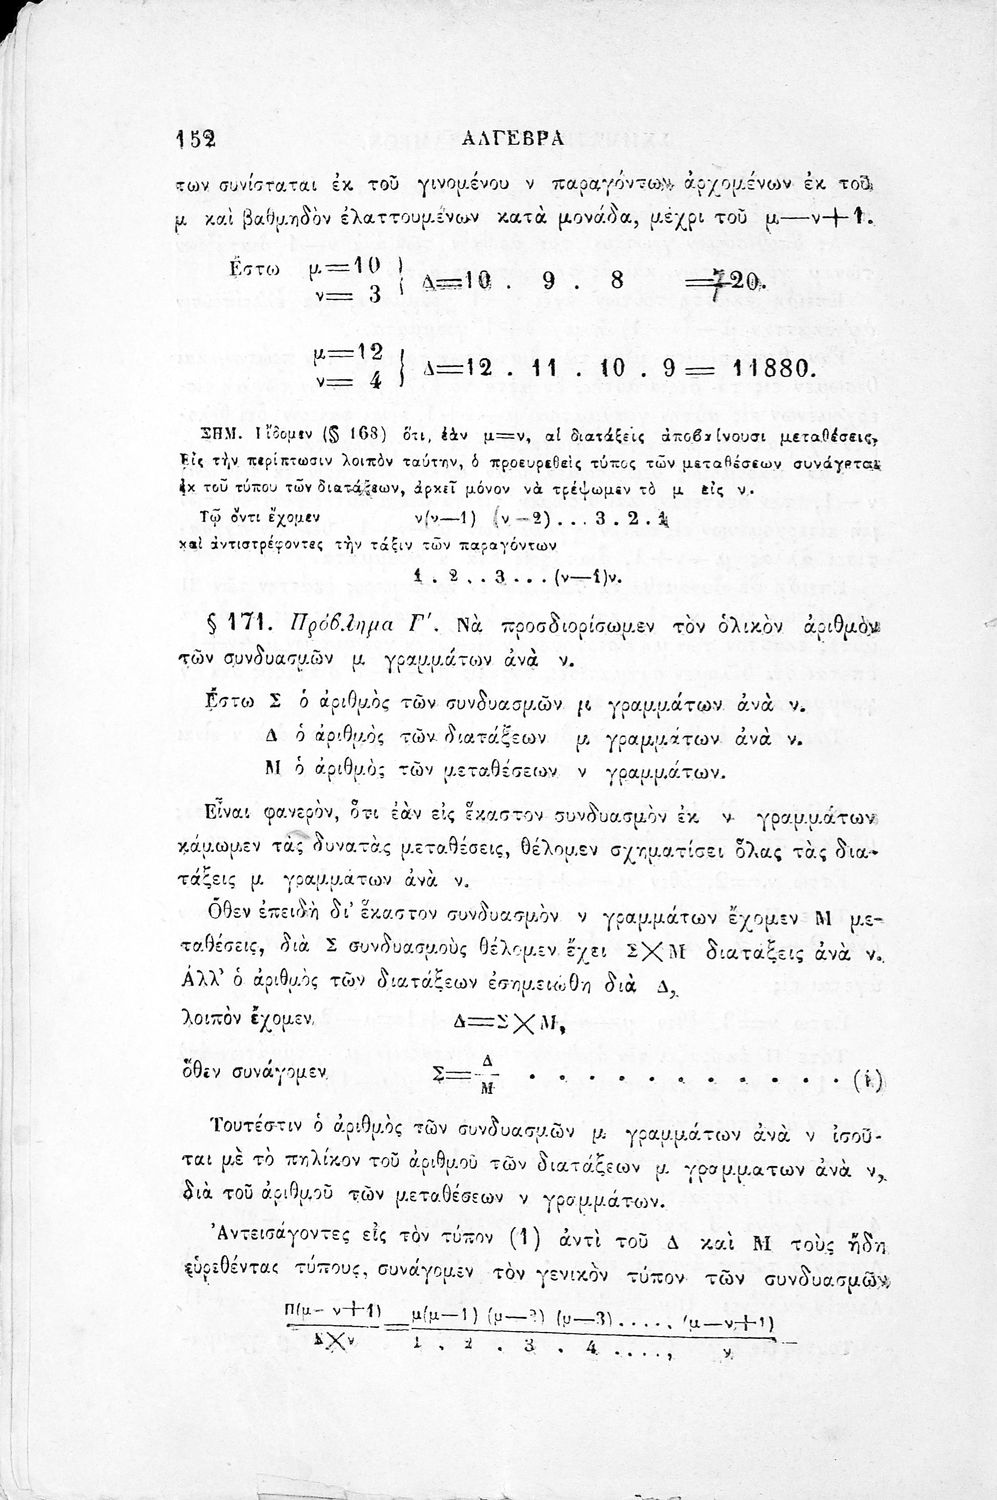 152 ΑΛΓΕΒΡΑ
των συνίσταται ἐκ τοῦ γινομένου ν παραγόντων ἀρχομένων ἐκ τοῦ
μ καὶ βαθμηδὸν ἐλαττουμένων κατὰ μονάδα, μέχρι τοῦ μ—ν+1.
Ἔστω μ=10
ν= 3 } Δ=10 . 9 . 8 =720.
μ=12
ν= 4 } Δ=12 . 11 . 10 . 9 = 11880.
ΣΗΜ. Εἴδομεν (§ 168) ὅτι, ἐὰν μ=ν, αἱ διατάξεις ἀποβαίνουσι μεταθέσεις,
Εἰς τὴν περίπτωσιν λοιπὸν ταύτην, ὁ προευρεθεὶς τύπος τῶν μεταθέσεων συνάγεται
ἐκ τοῦ τύπου τῶν διατάξεων, ἀρκεῖ μόνον νὰ τρέψωμεν τὸ μ εἰς ν.
Τῷ ὄντι ἔχομεν ν(ν—1) (ν—2) . . . 3 . 2 . 1
καὶ ἀντιστρέφοντες τὴν τάξιν τῶν παραγόντων
1 . 2 . . 3 . . . (ν—1)ν.
§ 171. Πρόβλημα Γ′. Νὰ προσδιορίσωμεν τὸν ὁλικὸν ἀριθμὸν
τῶν συνδυασμῶν μ γραμμάτων ἀνὰ ν.
Ἔστω Σ ὁ ἀριθμὸς τῶν συνδυασμῶν μ γραμμάτων ἀνὰ ν.
Δ ὁ ἀριθμὸς τῶν διατάξεων μ γραμμάτων ἀνὰ ν.
Μ ὁ ἀριθμὸς τῶν μεταθέσεων ν γραμμάτων.
Εἶναι φανερὸν, ὅτι ἐὰν εἰς ἕκαστον συνδυασμὸν ἐκ ν γραμμάτων
κάμωμεν τὰς δυνατὰς μεταθέσεις, θέλομεν σχηματίσει ὅλας τὰς δια-
τάξεις μ γραμμάτων ἀνὰ ν.
Ὅθεν ἐπειδὴ δι’ ἕκαστον συνδυασμὸν ν γραμμάτων ἔχομεν Μ με-
ταθέσεις, διὰ Σ συνδυασμοὺς θέλομεν ἔχει Σ×Μ διατάξεις ἀνὰ ν.
Ἀλλ’ ὁ ἀριθμὸς τῶν διατάξεων ἐσημειώθη διὰ Δ,
λοιπὸν ἔχομεν Δ=Σ×Μ,
ὅθεν συνάγομεν Σ=Δ/Μ . . . . . . . . . . . (1)
Τουτέστιν ὁ ἀριθμὸς τῶν συνδυασμῶν μ γραμμάτων ἀνὰ ν ἰσοῦ-
ται μὲ τὸ πηλίκον τοῦ ἀριθμοῦ τῶν διατάξεων μ γραμματων ἀνὰ ν,
διὰ τοῦ ἀριθμοῦ τῶν μεταθέσεων ν γραμμάτων.
Ἀντεισάγοντες εἰς τὸν τύπον (1) ἀντὶ τοῦ Δ καὶ Μ τοὺς ἤδη
εὑρεθέντας τύπους, συνάγομεν τὸν γενικὸν τύπον τῶν συνδυασμῶν
Π(μ—ν+1) = μ(μ—1) (μ—2) (μ—3) . . . . , (μ—ν+1)
×ν 1 . 2 . 3 . 4 . . . . , ν